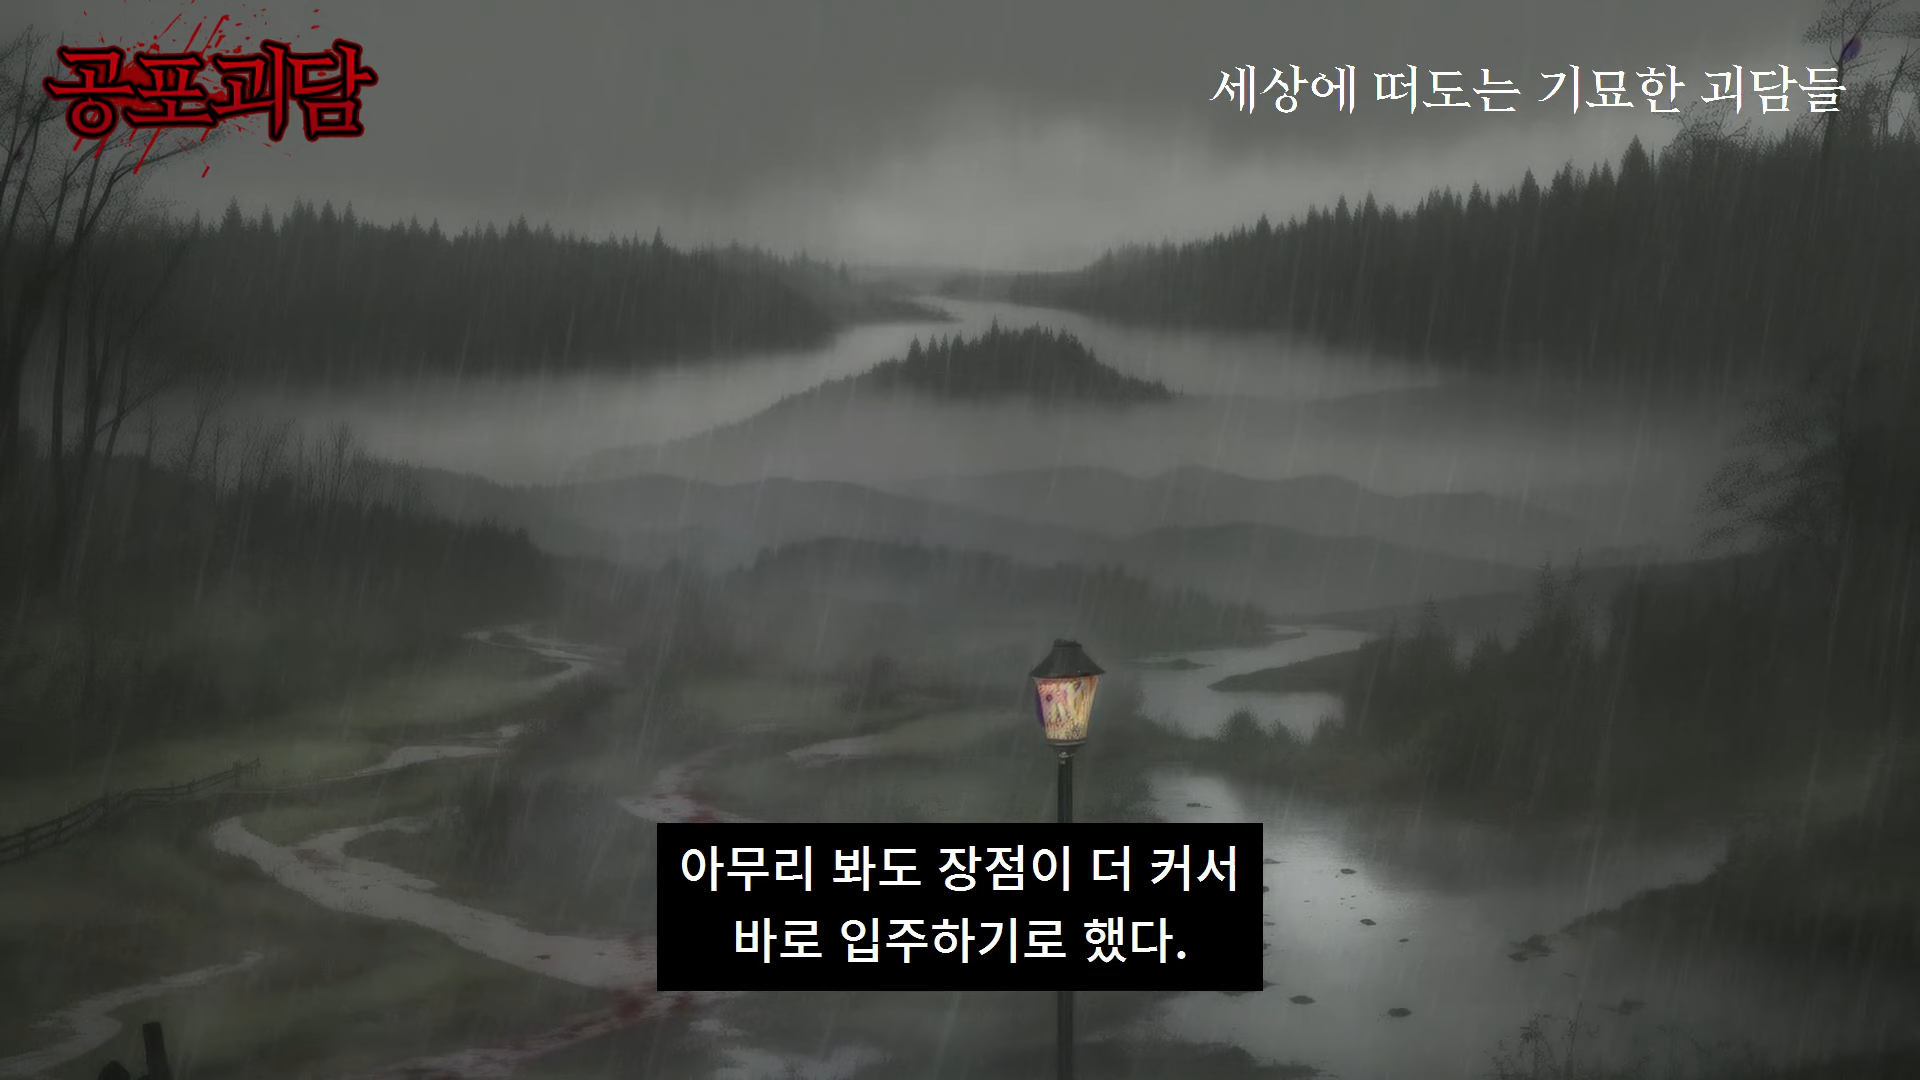 공포괴담
세상에 떠도는 기묘한 괴담들
아무리 봐도 장점이 더 커서
바로 입주하기로 했다.